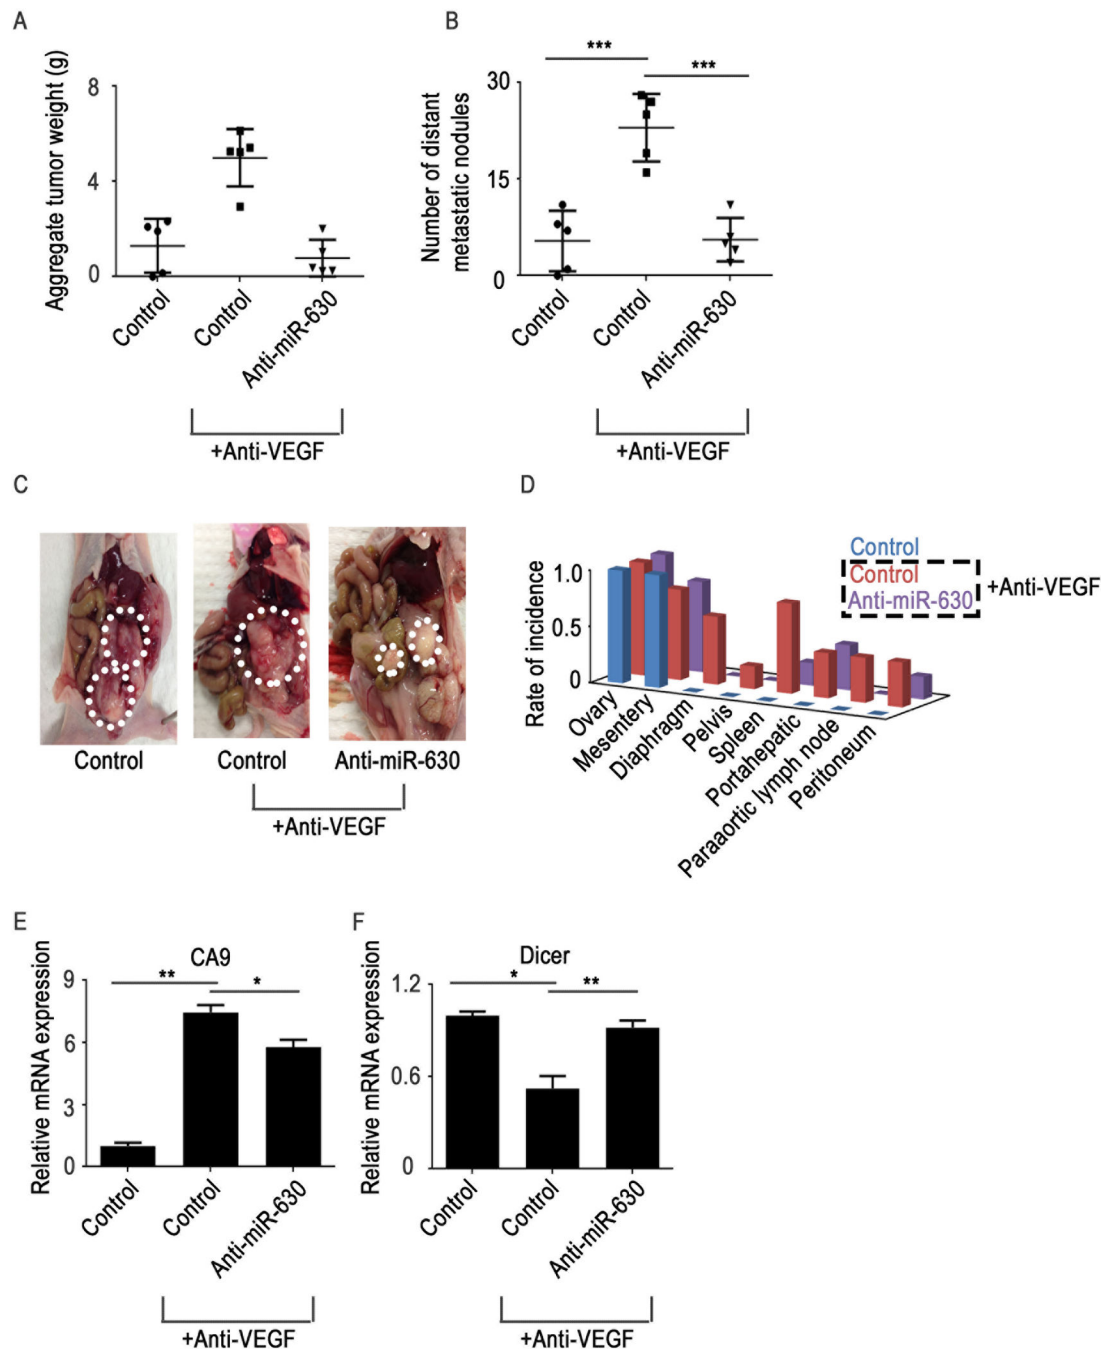 A
Aggregate tumor weight (g)
8
4
0
Control
Control
Anti-miR-630
+Anti-VEGF
B
Number of distant
metastatic nodules
***
***
30
15
0
Control
Control
Anti-miR-630
+Anti-VEGF
C
Control
Control
Anti-miR-630
+Anti-VEGF
D
Rate of incidence
1.0
0.5
0
Control
Control
Anti-miR-630
+Anti-VEGF
Ovary
Mesentery
Diaphragm
Pelvis
Spleen
Portahepatic
Paraaortic lymph node
Peritoneum
E
CA9
Relative mRNA expression
**
*
9
6
3
0
Control
Control
Anti-miR-630
+Anti-VEGF
F
Dicer
Relative mRNA expression
*
**
1.2
0.6
0
Control
Control
Anti-miR-630
+Anti-VEGF